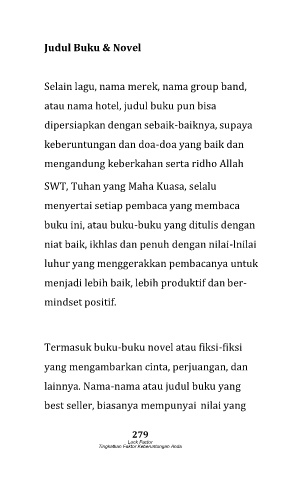 Judul Buku & Novel
Selain lagu, nama merek, nama group band,
atau nama hotel, judul buku pun bisa
dipersiapkan dengan sebaik-baiknya, supaya
keberuntungan dan doa-doa yang baik dan
mengandung keberkahan serta ridho Allah
SWT, Tuhan yang Maha Kuasa, selalu
menyertai setiap pembaca yang membaca
buku ini, atau buku-buku yang ditulis dengan
niat baik, ikhlas dan penuh dengan nilai-lnilai
luhur yang menggerakkan pembacanya untuk
menjadi lebih baik, lebih produktif dan ber-
mindset positif.
Termasuk buku-buku novel atau fiksi-fiksi
yang mengambarkan cinta, perjuangan, dan
lainnya. Nama-nama atau judul buku yang
best seller, biasanya mempunyai nilai yang
279
Luck Factor
Tingkatkan Faktor Keberuntungan Anda